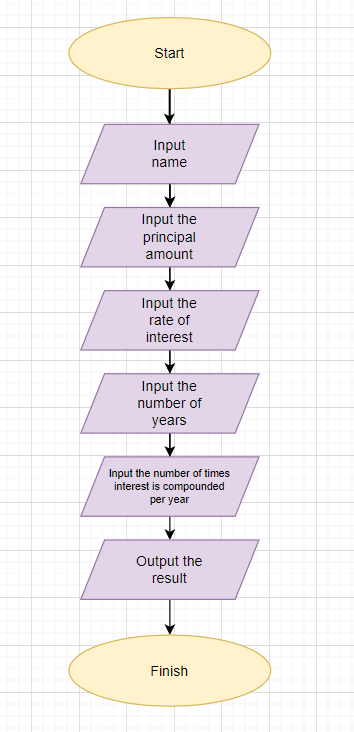 Start
Input
name
Input the
principal
amount
Input the
rate of
interest
Input the
number of
years
Input the number of times
interest is compounded
per year
Output the
result
Finish